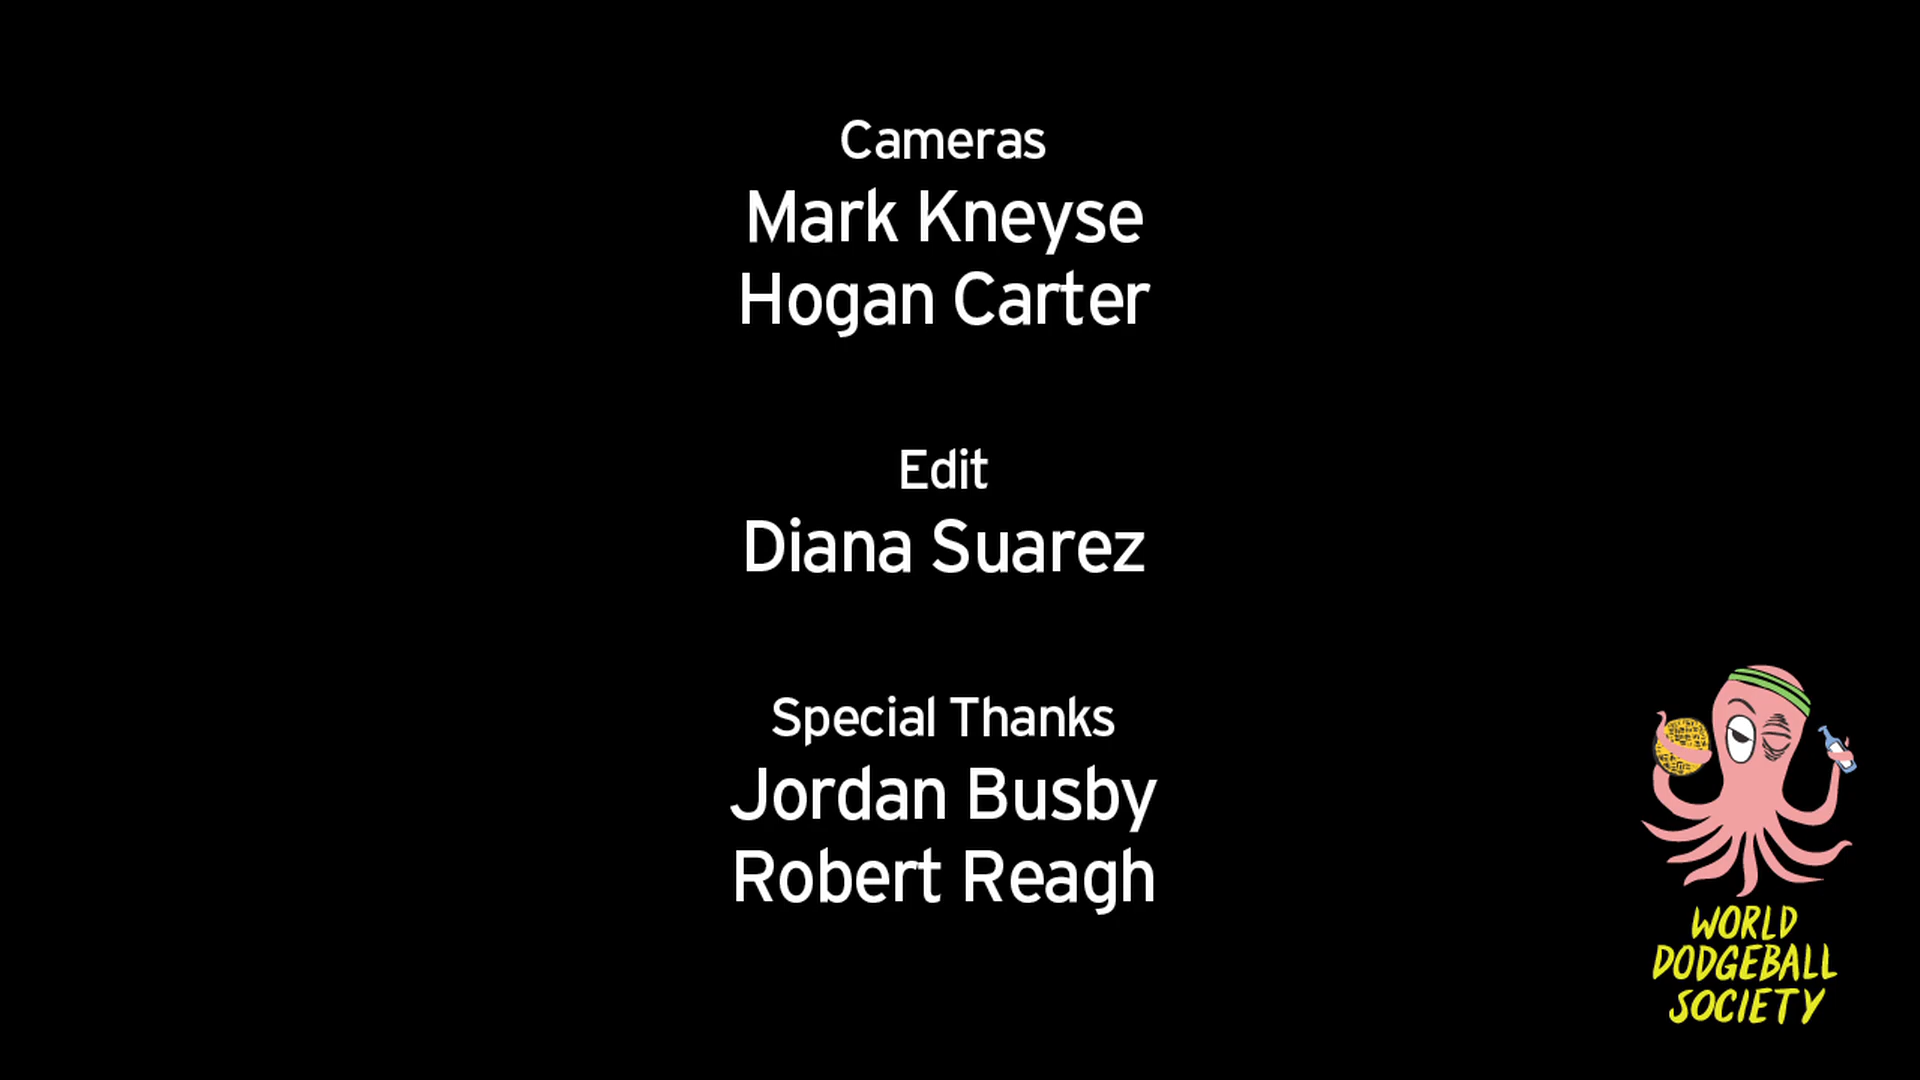 Cameras
Mark Kneyse
Hogan Carter
Edit
Diana Suarez
Special Thanks
Jordan Busby
Robert Reagh
WORLD
DODGEBALL
SOCIETY